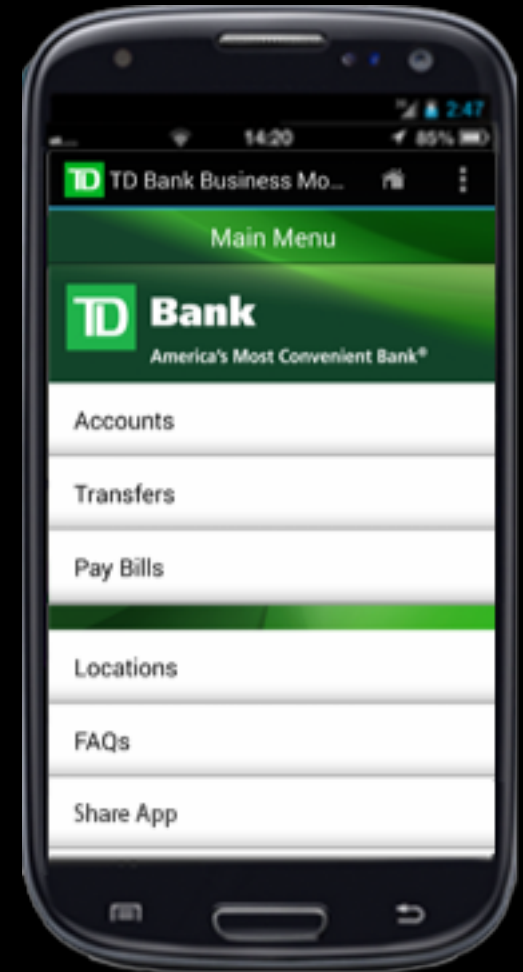 2:47
14:20
85%
TD TD Bank Business Mo...
Main Menu
TD Bank
America's Most Convenient Bank®
Accounts
Transfers
Pay Bills
Locations
FAQs
Share App